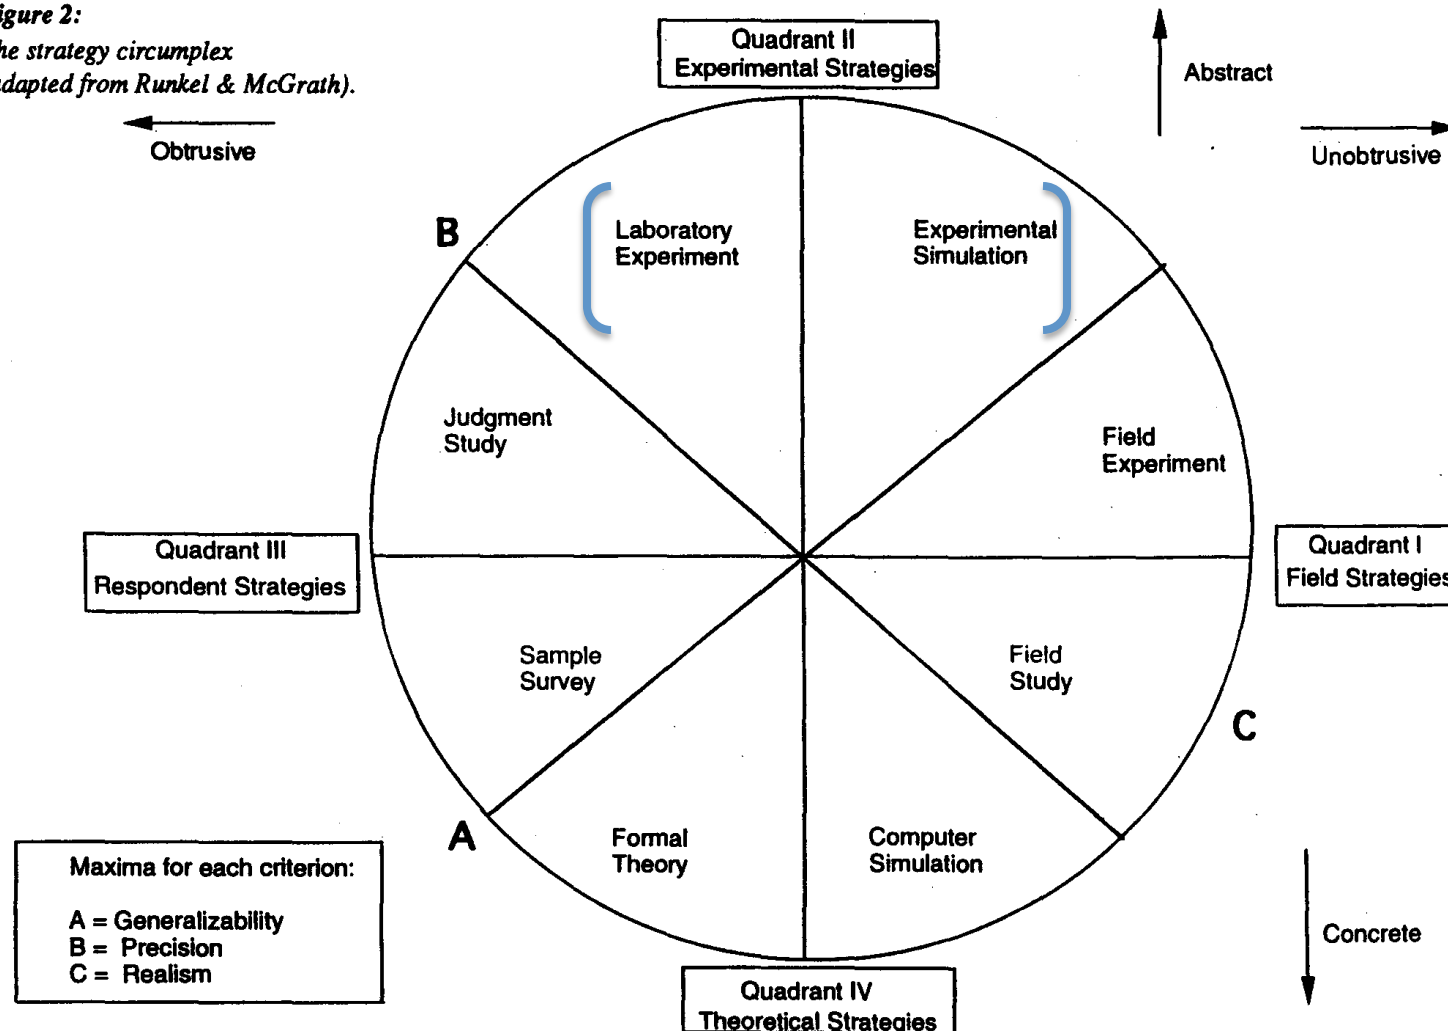 igure 2:
he strategy circumplex
dapted from Runkel & McGrath).
Obtrusive
Quadrant II
Experimental Strategies
Abstract
Unobtrusive
B
Laboratory
Experiment
Experimental
Simulation
Judgment
Study
Field
Experiment
Quadrant III
Respondent Strategies
Quadrant I
Field Strategies
Sample
Survey
Field
Study
C
A
Formal
Theory
Computer
Simulation
Maxima for each criterion:
A = Generalizability
B = Precision
C = Realism
Concrete
Quadrant IV
Theoretical Strategies